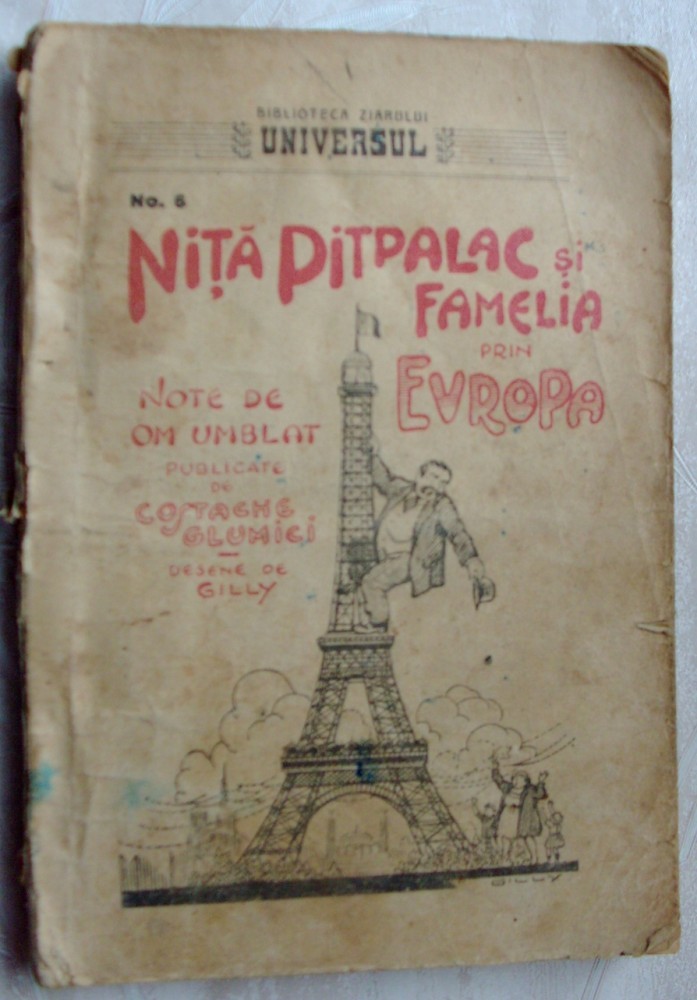 BIBLIOTECA ZIARULUI
UNIVERSUL
No. 5
NIȚĂ PITPALAC ȘI
FAMELIA
PRIN
EVROPA
NOTE DE
OM UMBLAT
PUBLICATE
DE
COSTACHE
GLUMICI
DESENE DE
GILLY